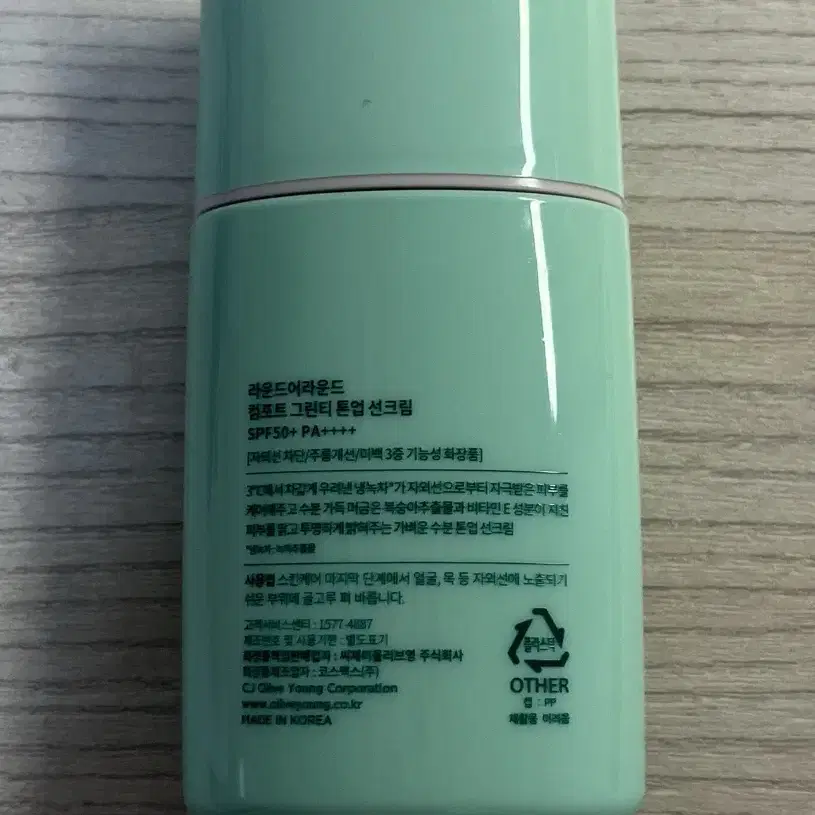 라운드어라운드
컴포트 그린티 톤업 선크림
SPF50+ PA++++
[자외선 차단/주름개선/미백 3중 기능성 화장품]
3℃에서 차갑게 우려낸 냉녹차*가 자외선으로부터 자극받은 피부를
케어해주고 수분 가득 머금은 복숭아추출물과 비타민 E 성분이 지친
피부를 맑고 투명하게 밝혀주는 가벼운 수분 톤업 선크림
*냉녹차 : 녹차추출물
사용법 스킨케어 마지막 단계에서 얼굴, 목 등 자외선에 노출되기
쉬운 부위에 골고루 펴 바릅니다.
고객서비스센터 : 1577-4887
제조번호 및 사용기한 : 별도표기
화장품책임판매업자 : 씨제이올리브영 주식회사
화장품제조업자 : 코스맥스(주)
CJ Olive Young Corporation
www.oliveyoung.co.kr
MADE IN KOREA
플라스틱
OTHER
캡 : PP
재활용 어려움